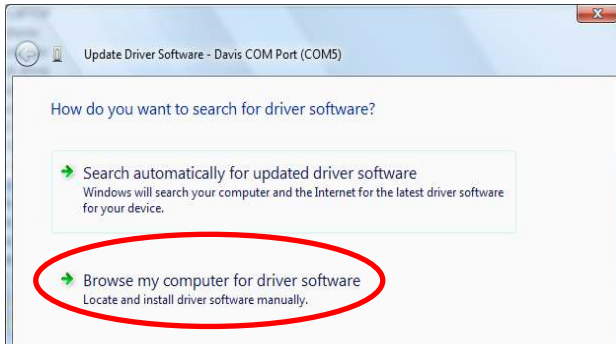 Update Driver Software - Davis COM Port (COM5)
How do you want to search for driver software?
Search automatically for updated driver software
Windows will search your computer and the Internet for the latest driver software
for your device.
Browse my computer for driver software
Locate and install driver software manually.